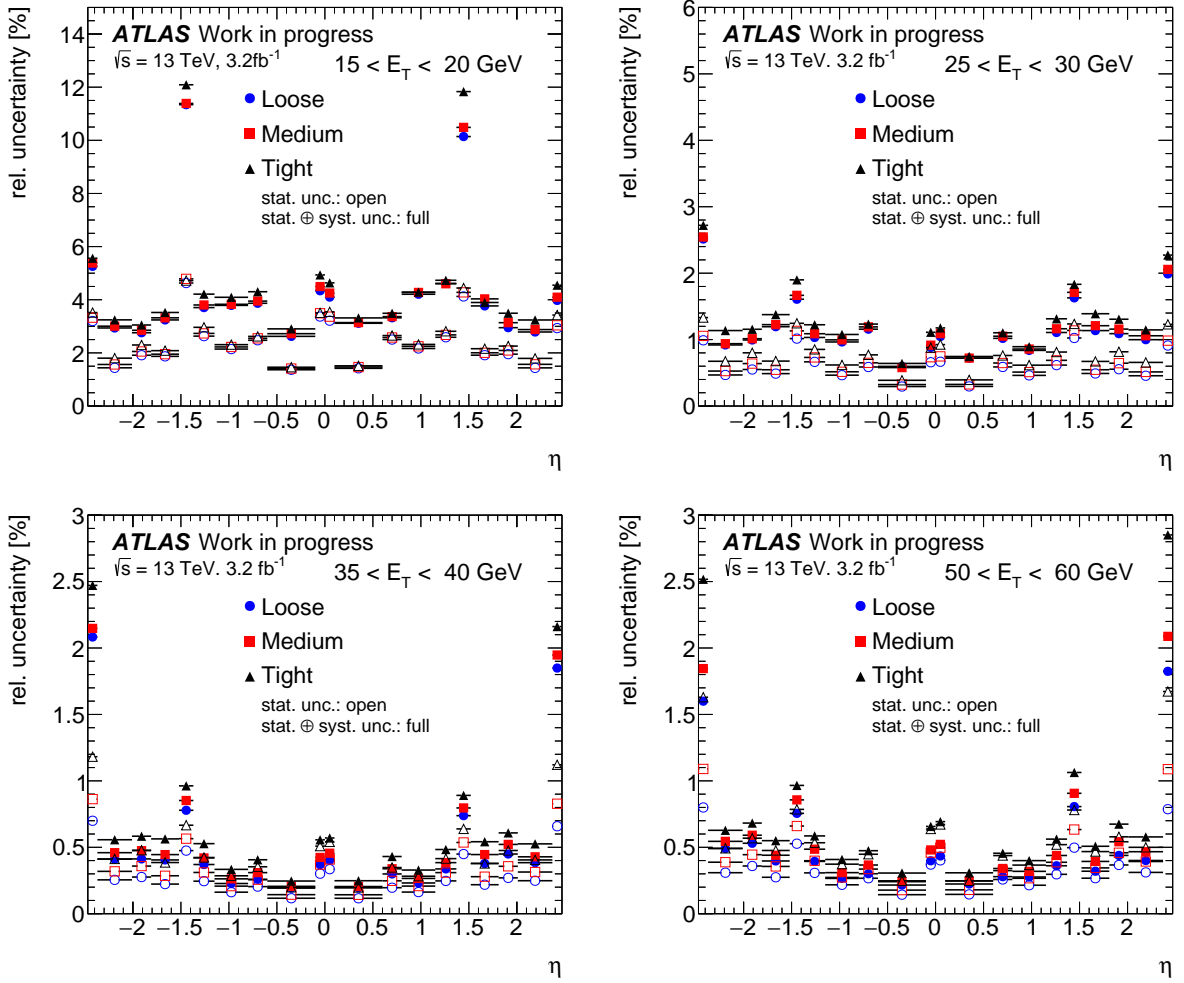 rel. uncertainty [%]
14
12
10
8
6
4
2
0
ATLAS Work in progress
√s = 13 TeV, 3.2fb⁻¹
15 < E_T < 20 GeV
Loose
Medium
Tight
stat. unc.: open
stat. ⊕ syst. unc.: full
−2 −1.5 −1 −0.5 0 0.5 1 1.5 2
η
rel. uncertainty [%]
6
5
4
3
2
1
0
ATLAS Work in progress
√s = 13 TeV. 3.2 fb⁻¹
25 < E_T < 30 GeV
Loose
Medium
Tight
stat. unc.: open
stat. ⊕ syst. unc.: full
−2 −1.5 −1 −0.5 0 0.5 1 1.5 2
η
rel. uncertainty [%]
3
2.5
2
1.5
1
0.5
0
ATLAS Work in progress
√s = 13 TeV. 3.2 fb⁻¹
35 < E_T < 40 GeV
Loose
Medium
Tight
stat. unc.: open
stat. ⊕ syst. unc.: full
−2 −1.5 −1 −0.5 0 0.5 1 1.5 2
η
rel. uncertainty [%]
3
2.5
2
1.5
1
0.5
0
ATLAS Work in progress
√s = 13 TeV. 3.2 fb⁻¹
50 < E_T < 60 GeV
Loose
Medium
Tight
stat. unc.: open
stat. ⊕ syst. unc.: full
−2 −1.5 −1 −0.5 0 0.5 1 1.5 2
η